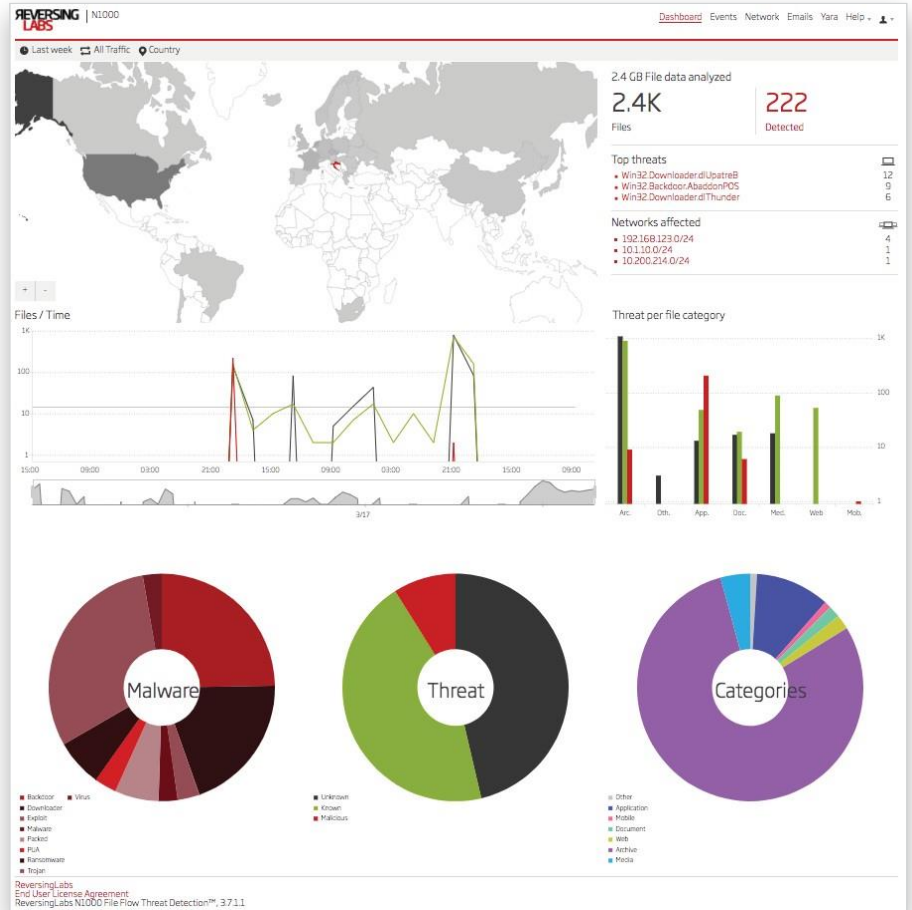 REVERSING LABS | N1000
Dashboard Events Network Emails Yara Help
Last week All Traffic Country
2.4 GB File data analyzed
2.4K 222
Files Detected
Top threats
Win32.Downloader.dlUpatreB 12
Win32.Backdoor.AbaddonPOS 9
Win32.Downloader.dlThunder 6
Networks affected
192.168.123.0/24 4
10.1.10.0/24 1
10.200.214.0/24 1
+ -
Files / Time
1K
100
10
1
15:00 09:00 03:00 21:00 15:00 09:00 03:00 21:00 15:00 09:00
3/17
Threat per file category
1K
100
10
1
Arc. Oth. App. Doc. Med. Web Mob.
Malware
Backdoor Virus
Downloader
Exploit
Malware
Packed
PUA
Ransomware
Trojan
Threat
Unknown
Known
Malicious
Categories
Other
Application
Mobile
Document
Web
Archive
Media
ReversingLabs
End User License Agreement
ReversingLabs N1000 File Flow Threat Detection™, 3.7.1.1